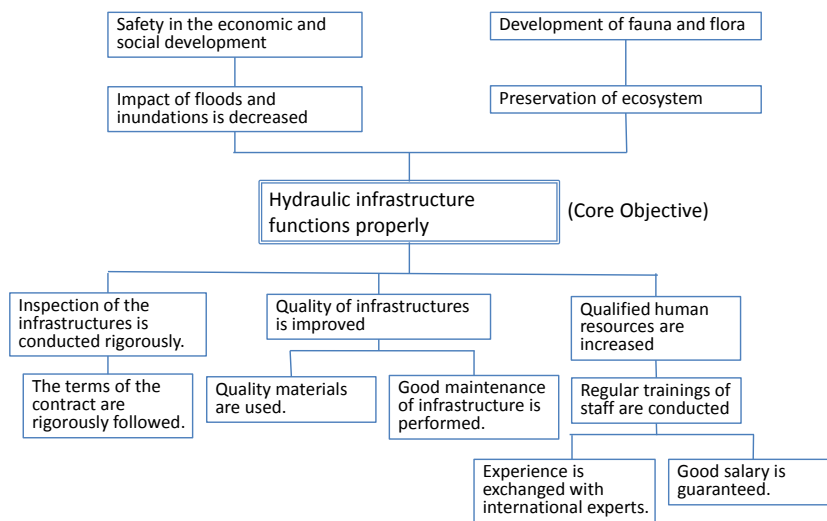 Safety in the economic and
social development
Development of fauna and flora
Impact of floods and
inundations is decreased
Preservation of ecosystem
Hydraulic infrastructure
functions properly
(Core Objective)
Inspection of the
infrastructures is
conducted rigorously.
Quality of infrastructures
is improved
Qualified human
resources are
increased
The terms of the
contract are
rigorously followed.
Quality materials
are used.
Good maintenance
of infrastructure is
performed.
Regular trainings of
staff are conducted
Experience is
exchanged with
international experts.
Good salary is
guaranteed.